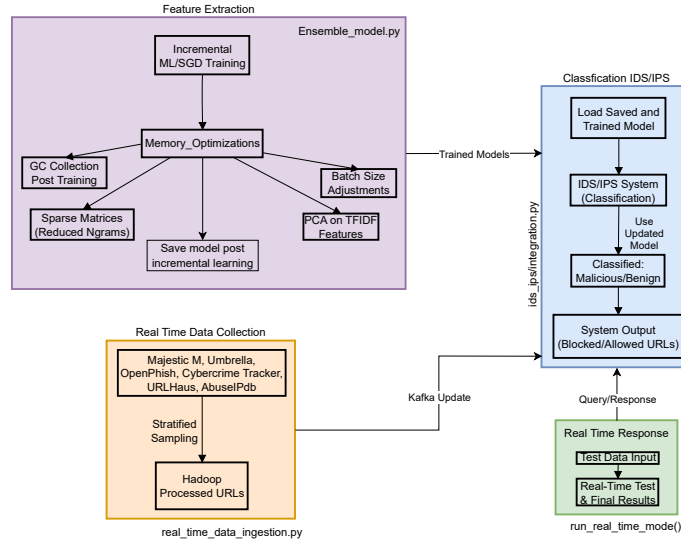 Feature Extraction
Ensemble_model.py
Incremental
ML/SGD Training
Memory_Optimizations
GC Collection
Post Training
Batch Size
Adjustments
Sparse Matrices
(Reduced Ngrams)
PCA on TFIDF
Features
Save model post
incremental learning
Trained Models
Classfication IDS/IPS
Load Saved and
Trained Model
IDS/IPS System
(Classification)
Use
Updated
Model
Classified:
Malicious/Benign
System Output
(Blocked/Allowed URLs)
ids_ips/integration.py
Real Time Data Collection
Majestic M, Umbrella,
OpenPhish, Cybercrime Tracker,
URLHaus, AbuseIPdb
Stratified
Sampling
Hadoop
Processed URLs
real_time_data_ingestion.py
Kafka Update
Query/Response
Real Time Response
Test Data Input
Real-Time Test
& Final Results
run_real_time_mode()